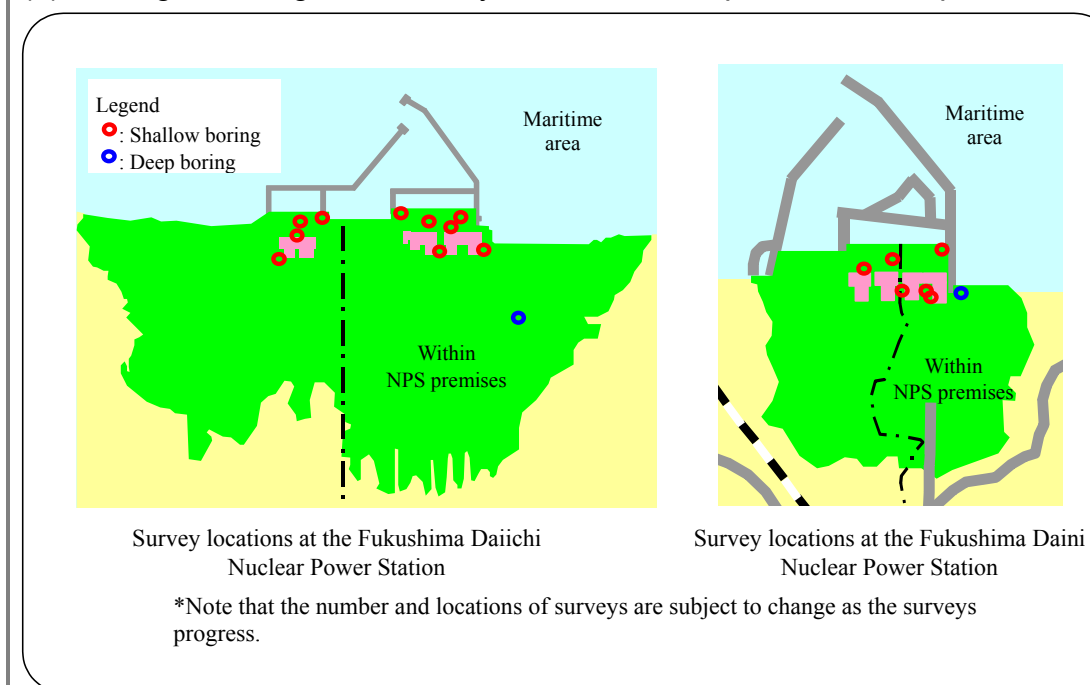 Legend
: Shallow boring
: Deep boring
Maritime
area
Within
NPS premises
Maritime
area
Within
NPS premises
Survey locations at the Fukushima Daiichi
Nuclear Power Station
Survey locations at the Fukushima Daini
Nuclear Power Station
*Note that the number and locations of surveys are subject to change as the surveys
progress.